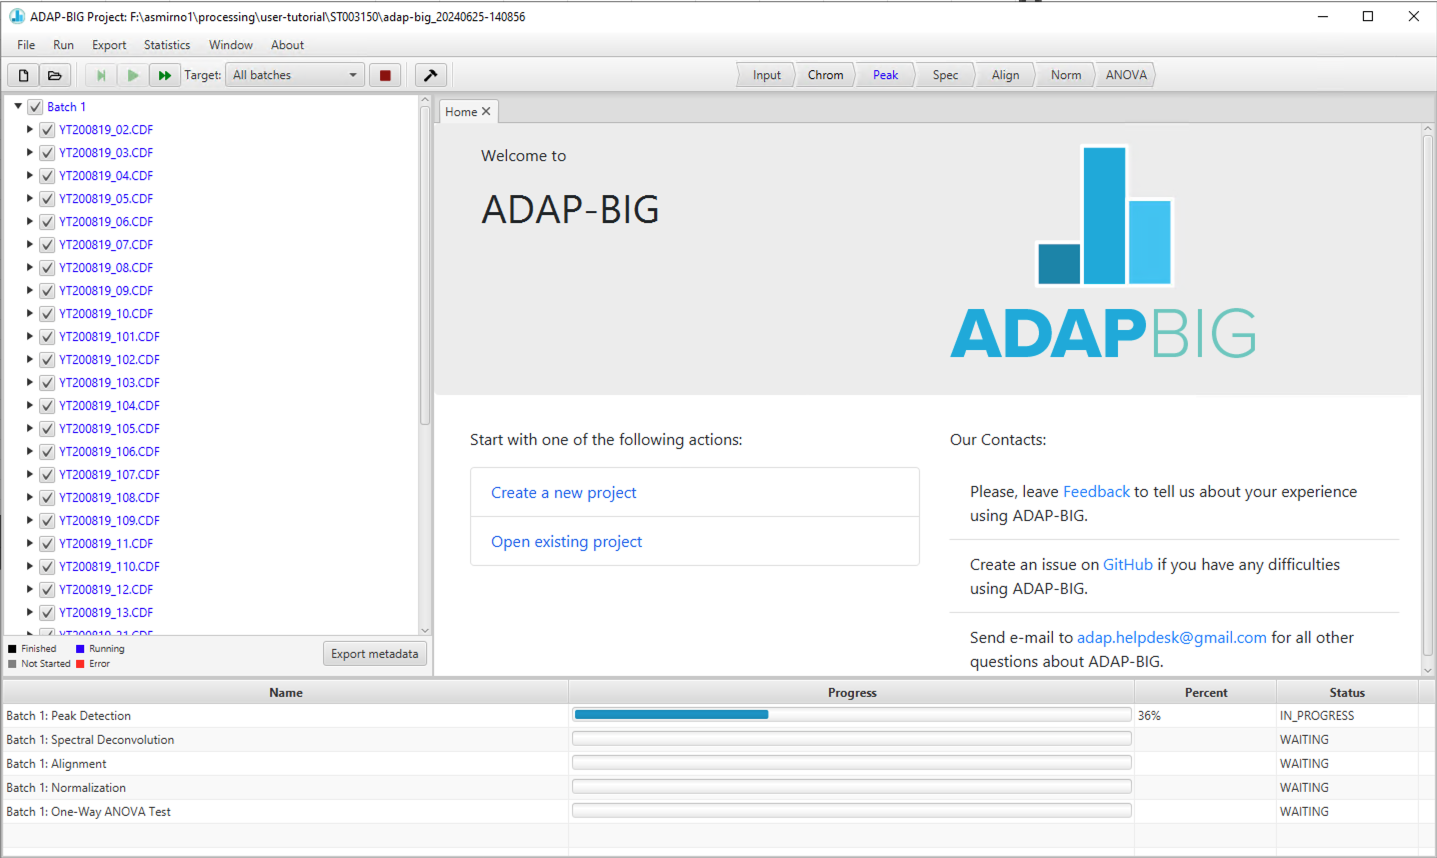 ADAP-BIG Project: F:\asmirno1\processing\user-tutorial\ST003150\adap-big_20240625-140856
File Run Export Statistics Window About
Target: All batches Input Chrom Peak Spec Align Norm ANOVA
Batch 1
YT200819_02.CDF
YT200819_03.CDF
YT200819_04.CDF
YT200819_05.CDF
YT200819_06.CDF
YT200819_07.CDF
YT200819_08.CDF
YT200819_09.CDF
YT200819_10.CDF
YT200819_101.CDF
YT200819_102.CDF
YT200819_103.CDF
YT200819_104.CDF
YT200819_105.CDF
YT200819_106.CDF
YT200819_107.CDF
YT200819_108.CDF
YT200819_109.CDF
YT200819_11.CDF
YT200819_110.CDF
YT200819_12.CDF
YT200819_13.CDF
Finished Running
Not Started Error
Export metadata
Home
Welcome to
ADAP-BIG
ADAPBIG
Start with one of the following actions:
Create a new project
Open existing project
Our Contacts:
Please, leave Feedback to tell us about your experience
using ADAP-BIG.
Create an issue on GitHub if you have any difficulties
using ADAP-BIG.
Send e-mail to adap.helpdesk@gmail.com for all other
questions about ADAP-BIG.
Name Progress Percent Status
Batch 1: Peak Detection 36% IN_PROGRESS
Batch 1: Spectral Deconvolution WAITING
Batch 1: Alignment WAITING
Batch 1: Normalization WAITING
Batch 1: One-Way ANOVA Test WAITING